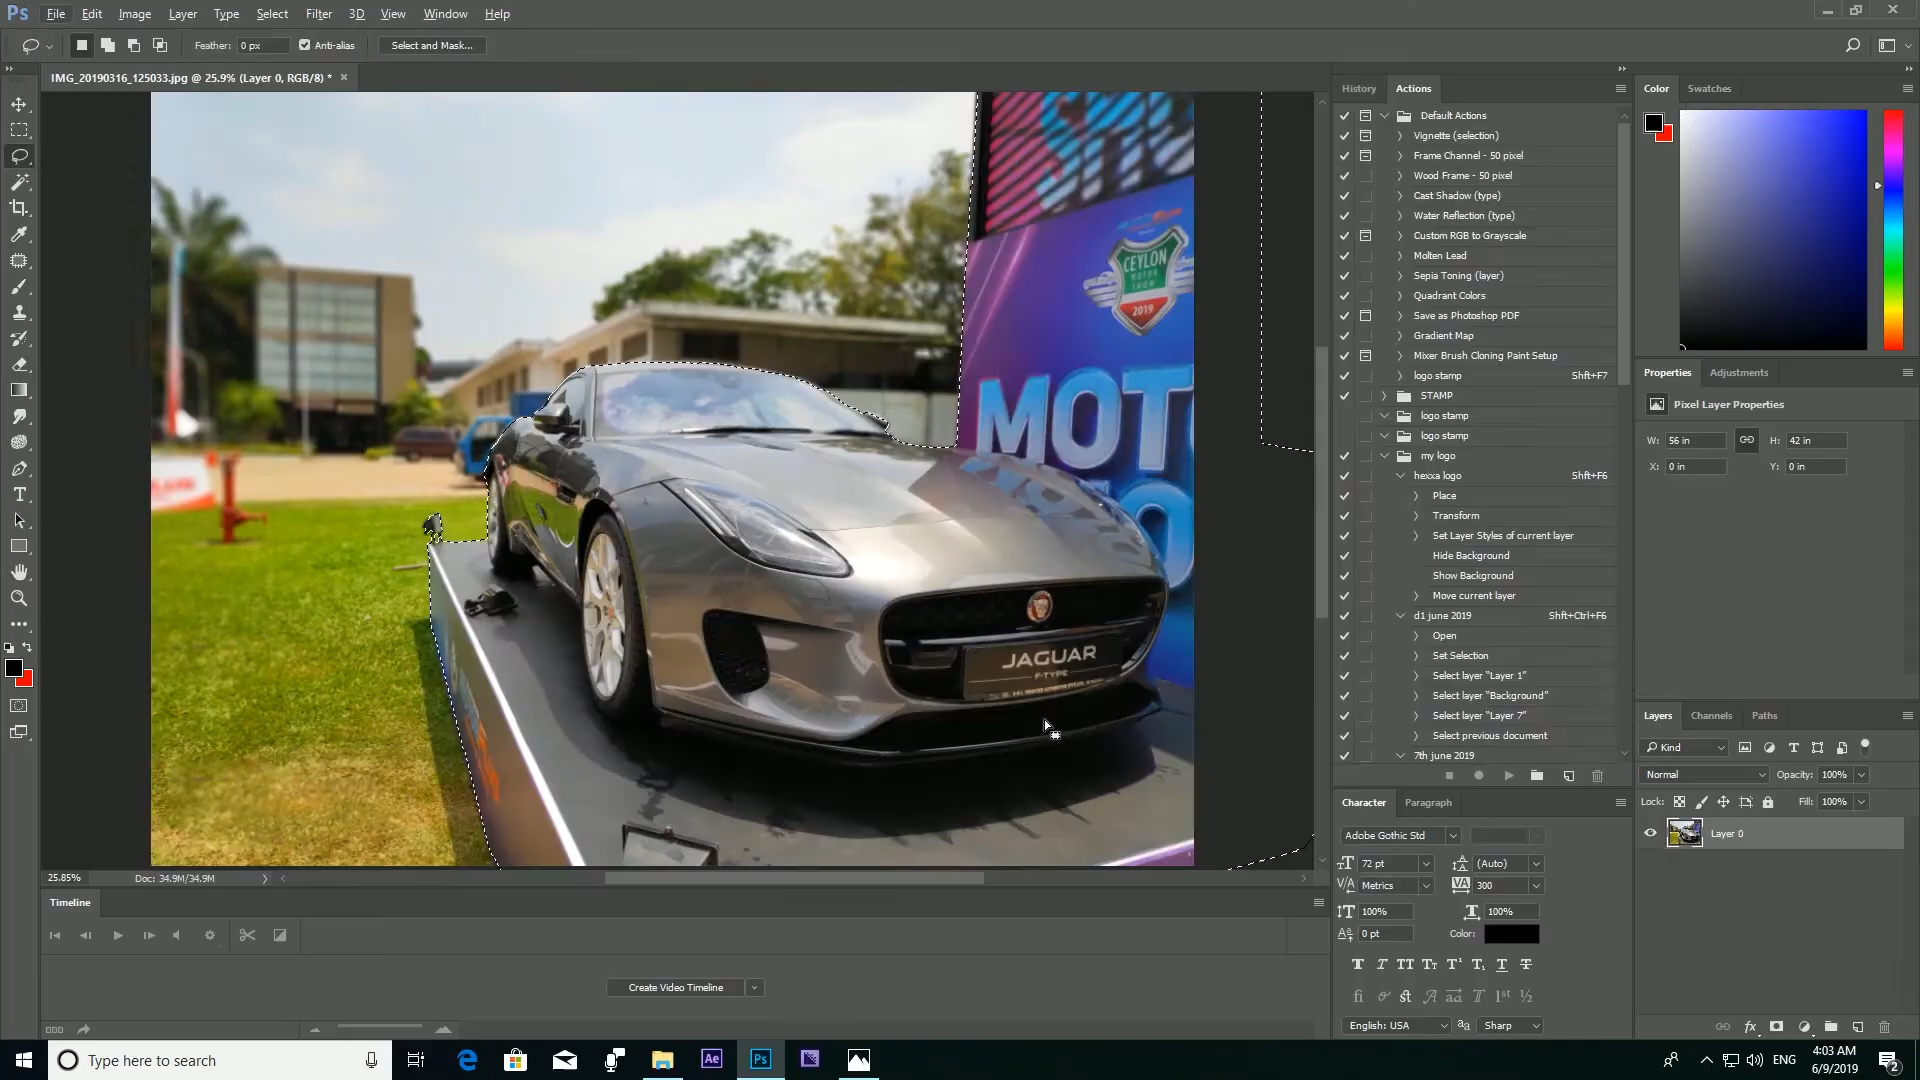 Ps File Edit Image Layer Type Select Filter 3D View Window Help
Feather: 0 px Anti-alias Select and Mask...
IMG_20190316_125033.jpg @ 25.9% (Layer 0, RGB/8) *
CEYLON
MOTOR
SHOW
2019
JAGUAR
F-TYPE
25.85% Doc: 34.9M/34.9M
Timeline
Create Video Timeline
History Actions
Default Actions
Vignette (selection)
Frame Channel - 50 pixel
Wood Frame - 50 pixel
Cast Shadow (type)
Water Reflection (type)
Custom RGB to Grayscale
Molten Lead
Sepia Toning (layer)
Quadrant Colors
Save as Photoshop PDF
Gradient Map
Mixer Brush Cloning Paint Setup
logo stamp Shft+F7
STAMP
logo stamp
logo stamp
my logo
hexxa logo Shft+F6
Place
Transform
Set Layer Styles of current layer
Hide Background
Show Background
Move current layer
d1 june 2019 Shft+Ctrl+F6
Open
Set Selection
Select layer “Layer 1”
Select layer “Background”
Select layer “Layer 7”
Select previous document
7th june 2019
Character Paragraph
Adobe Gothic Std
72 pt (Auto)
Metrics 300
100% 100%
0 pt Color:
English: USA Sharp
Color Swatches
Properties Adjustments
Pixel Layer Properties
W: 56 in H: 42 in
X: 0 in Y: 0 in
Layers Channels Paths
Kind
Normal Opacity: 100%
Lock: Fill: 100%
Layer 0
Type here to search
Ae Ps
ENG
4:03 AM
6/9/2019
2